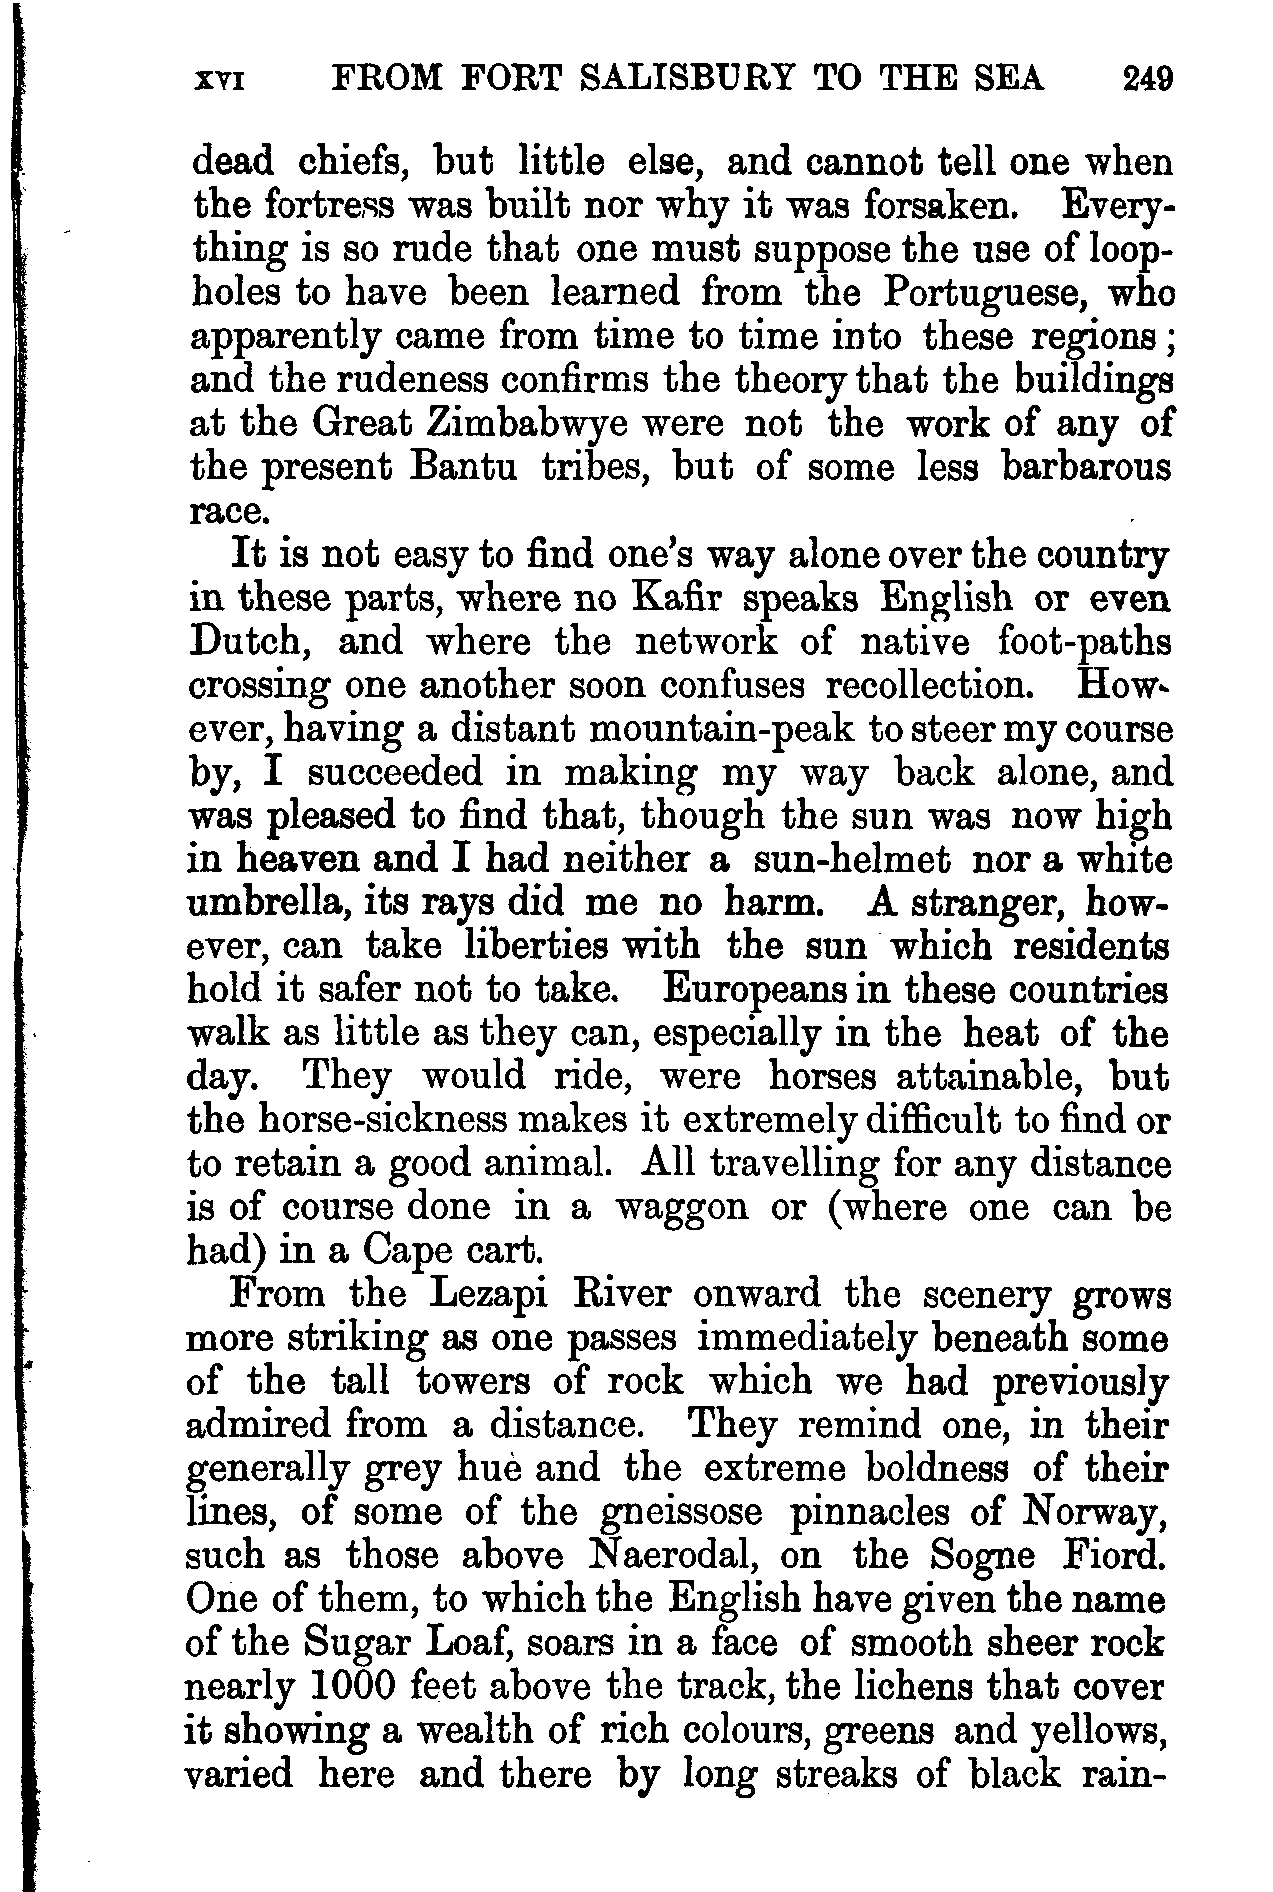 XVI FROM FORT SALISBURY TO THE SEA 249
dead chiefs, but little else, and cannot tell one when
the fortress was built nor why it was forsaken. Every-
thing is so rude that one must suppose the use of loop-
holes to have been learned from the Portuguese, who
apparently came from time to time into these regions;
and the rudeness confirms the theory that the buildings
at the Great Zimbabwye were not the work of any of
the present Bantu tribes, but of some less barbarous
race.
It is not easy to find one's way alone over the country
in these parts, where no Kafir speaks English or even
Dutch, and where the network of native foot-paths
crossing one another soon confuses recollection. How-
ever, having a distant mountain-peak to steer my course
by, I succeeded in making my way back alone, and
was pleased to find that, though the sun was now high
in heaven and I had neither a sun-helmet nor a white
umbrella, its rays did me no harm. A stranger, how-
ever, can take liberties with the sun which residents
hold it safer not to take. Europeans in these countries
walk as little as they can, especially in the heat of the
day. They would ride, were horses attainable, but
the horse-sickness makes it extremely difficult to find or
to retain a good animal. All travelling for any distance
is of course done in a waggon or (where one can be
had) in a Cape cart.
From the Lezapi River onward the scenery grows
more striking as one passes immediately beneath some
of the tall towers of rock which we had previously
admired from a distance. They remind one, in their
generally grey hue and the extreme boldness of their
lines, of some of the gneissose pinnacles of Norway,
such as those above Naerodal, on the Sogne Fiord.
One of them, to which the English have given the name
of the Sugar Loaf, soars in a face of smooth sheer rock
nearly 1000 feet above the track, the lichens that cover
it showing a wealth of rich colours, greens and yellows,
varied here and there by long streaks of black rain-